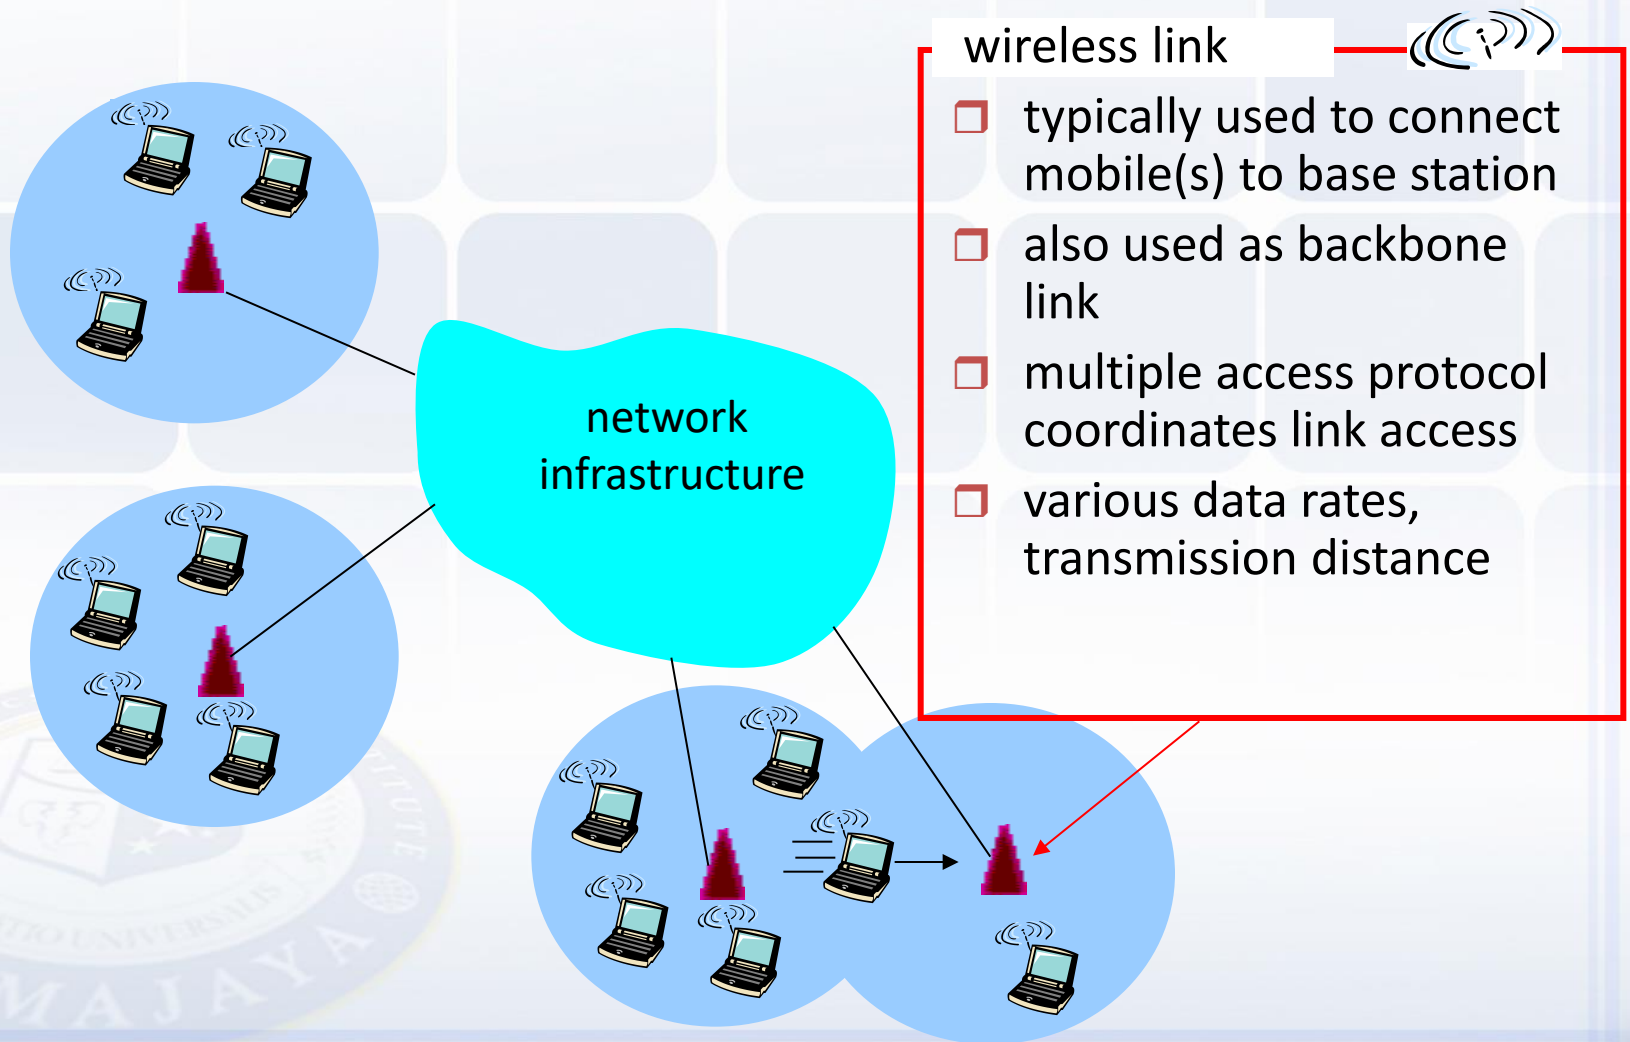 wireless link
typically used to connect
mobile(s) to base station
also used as backbone
link
multiple access protocol
coordinates link access
various data rates,
transmission distance
network
infrastructure
MAJAYA